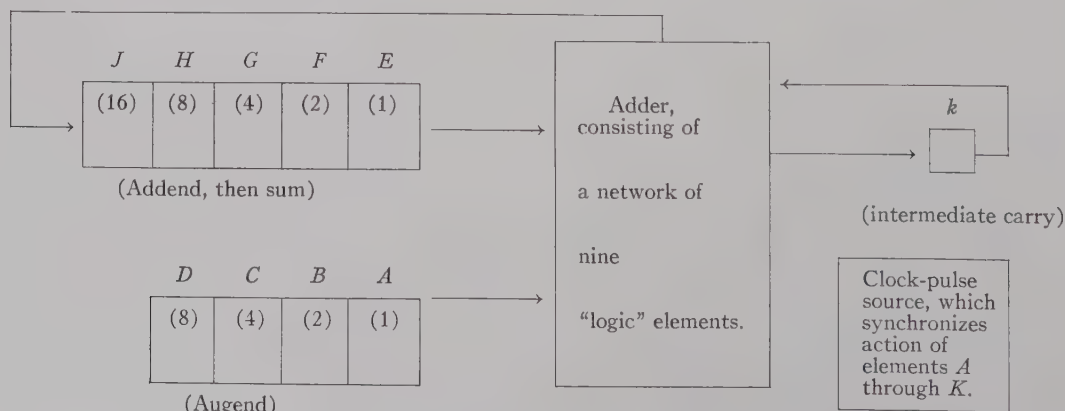 J H G F E
(16) (8) (4) (2) (1)
(Addend, then sum)
D C B A
(8) (4) (2) (1)
(Augend)
Adder,
consisting of
a network of
nine
“logic” elements.
k
(intermediate carry)
Clock-pulse
source, which
synchronizes
action of
elements A
through K.